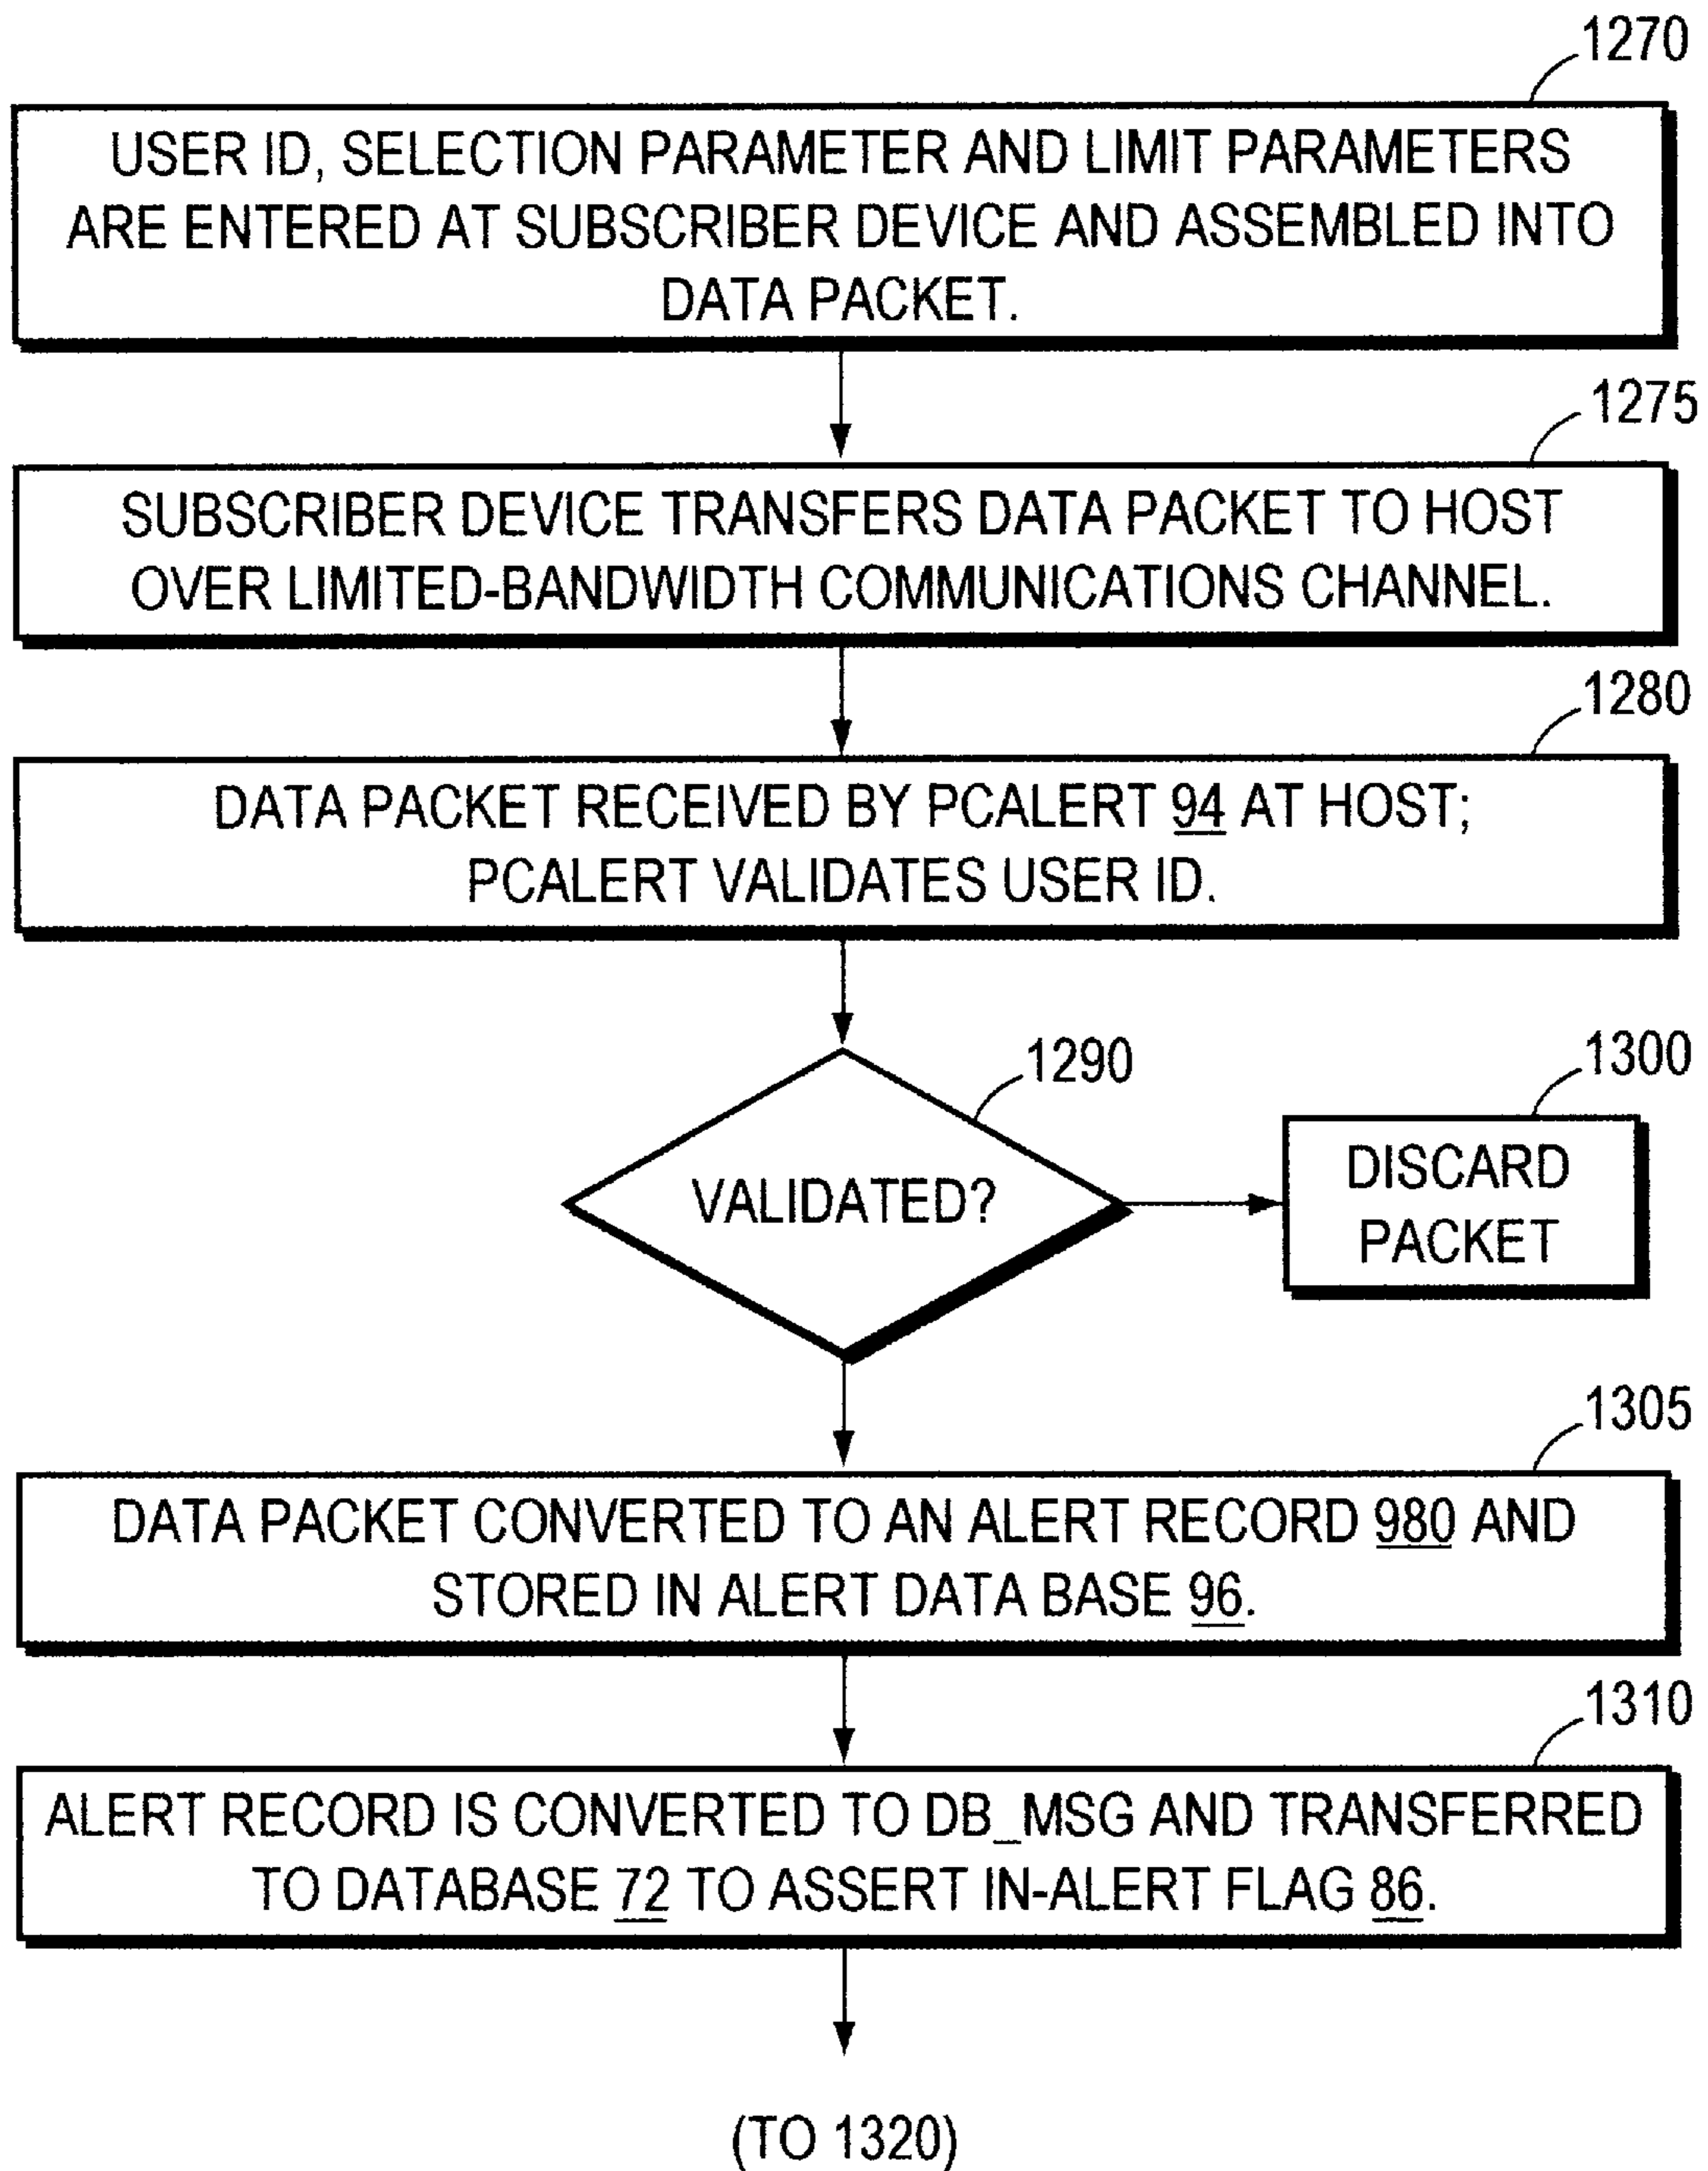 1270
USER ID, SELECTION PARAMETER AND LIMIT PARAMETERS
ARE ENTERED AT SUBSCRIBER DEVICE AND ASSEMBLED INTO
DATA PACKET.
1275
SUBSCRIBER DEVICE TRANSFERS DATA PACKET TO HOST
OVER LIMITED-BANDWIDTH COMMUNICATIONS CHANNEL.
1280
DATA PACKET RECEIVED BY PCALERT 94 AT HOST;
PCALERT VALIDATES USER ID.
1290
VALIDATED?
1300
DISCARD
PACKET
1305
DATA PACKET CONVERTED TO AN ALERT RECORD 980 AND
STORED IN ALERT DATA BASE 96.
1310
ALERT RECORD IS CONVERTED TO DB_MSG AND TRANSFERRED
TO DATABASE 72 TO ASSERT IN-ALERT FLAG 86.
(TO 1320)